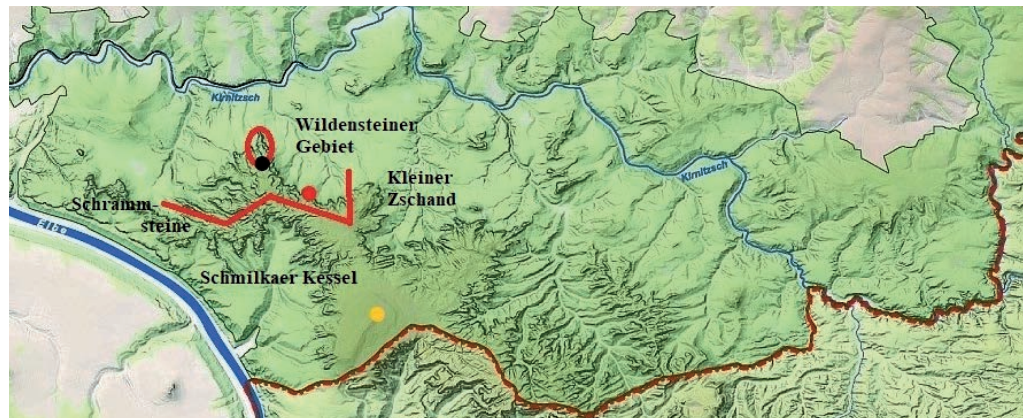 Kirnitzsch
Wildensteiner
Gebiet
Kirnitzsch
Kleiner
Zschand
Schramm
steine
Elbe
Schmilkaer Kessel